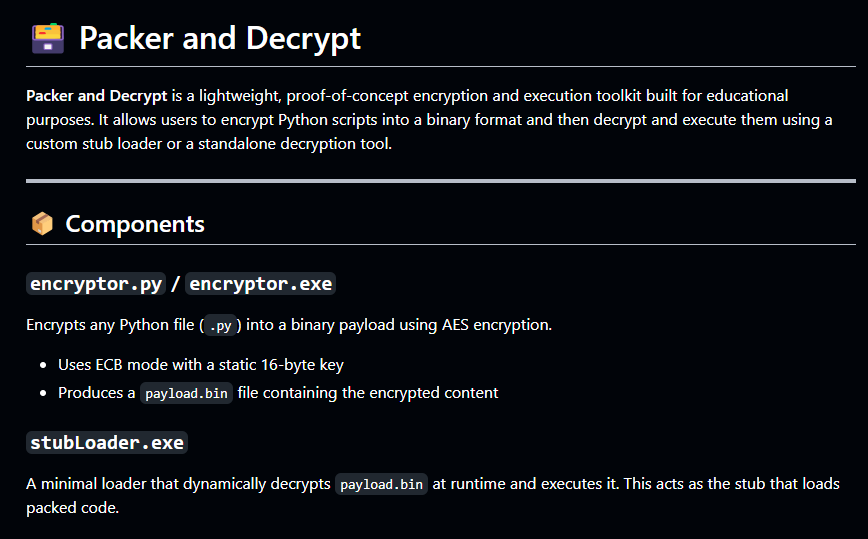 Packer and Decrypt
Packer and Decrypt is a lightweight, proof-of-concept encryption and execution toolkit built for educational
purposes. It allows users to encrypt Python scripts into a binary format and then decrypt and execute them using a
custom stub loader or a standalone decryption tool.
Components
encryptor.py / encryptor.exe
Encrypts any Python file (.py) into a binary payload using AES encryption.
• Uses ECB mode with a static 16-byte key
• Produces a payload.bin file containing the encrypted content
stubLoader.exe
A minimal loader that dynamically decrypts payload.bin at runtime and executes it. This acts as the stub that loads
packed code.